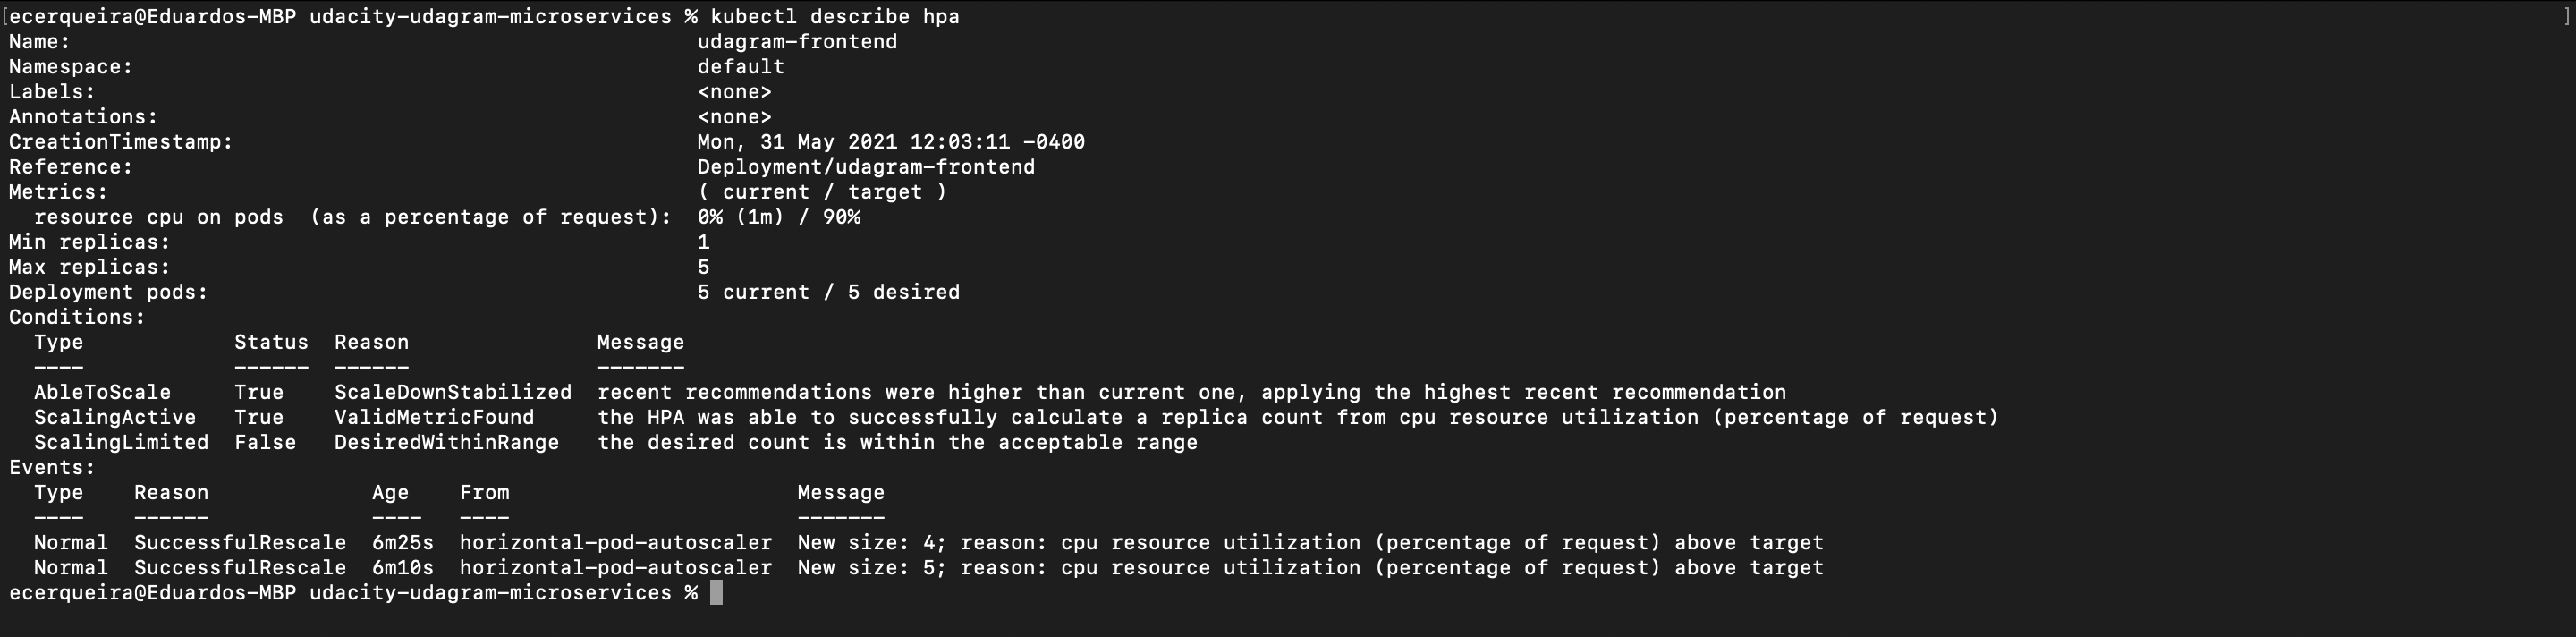 [ecerqueira@Eduardos-MBP udacity-udagram-microservices % kubectl describe hpa ]
Name:                                                  udagram-frontend
Namespace:                                             default
Labels:                                                <none>
Annotations:                                           <none>
CreationTimestamp:                                     Mon, 31 May 2021 12:03:11 -0400
Reference:                                             Deployment/udagram-frontend
Metrics:                                               ( current / target )
  resource cpu on pods  (as a percentage of request):  0% (1m) / 90%
Min replicas:                                          1
Max replicas:                                          5
Deployment pods:                                       5 current / 5 desired
Conditions:
  Type            Status  Reason               Message
  ----            ------  ------               -------
  AbleToScale     True    ScaleDownStabilized  recent recommendations were higher than current one, applying the highest recent recommendation
  ScalingActive   True    ValidMetricFound     the HPA was able to successfully calculate a replica count from cpu resource utilization (percentage of request)
  ScalingLimited  False   DesiredWithinRange   the desired count is within the acceptable range
Events:
  Type    Reason             Age    From                       Message
  ----    ------             ----   ----                       -------
  Normal  SuccessfulRescale  6m25s  horizontal-pod-autoscaler  New size: 4; reason: cpu resource utilization (percentage of request) above target
  Normal  SuccessfulRescale  6m10s  horizontal-pod-autoscaler  New size: 5; reason: cpu resource utilization (percentage of request) above target
ecerqueira@Eduardos-MBP udacity-udagram-microservices %